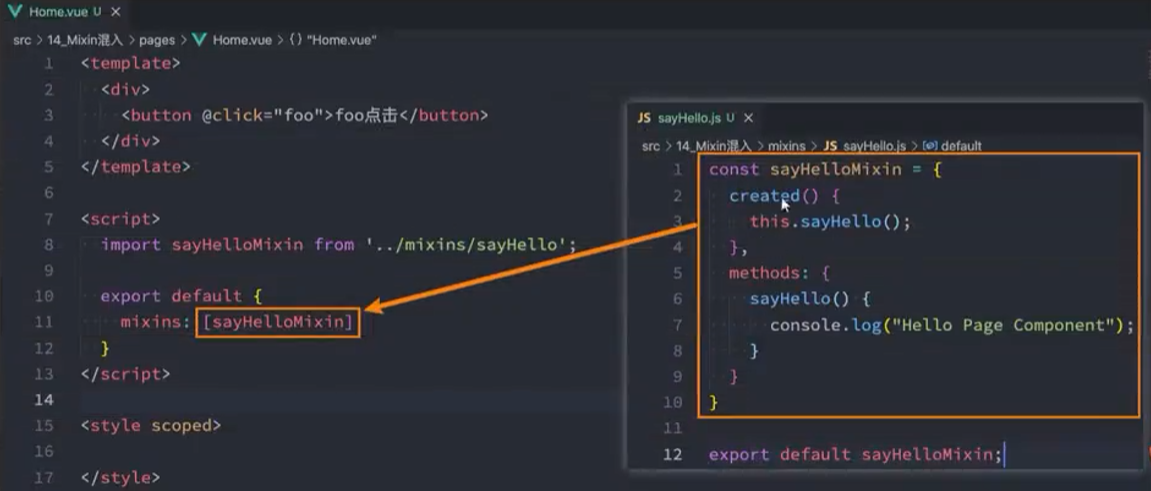 Home.vue U ×
src > 14_Mixin混入 > pages > Home.vue > {} "Home.vue"
1 <template>
2 <div>
3 <button @click="foo">foo点击</button>
4 </div>
5 </template>
6
7 <script>
8 import sayHelloMixin from '../mixins/sayHello';
9
10 export default {
11 mixins: [sayHelloMixin]
12 }
13 </script>
14
15 <style scoped>
16
17 </style>
JS sayHello.js U ×
src > 14_Mixin混入 > mixins > JS sayHello.js > default
1 const sayHelloMixin = {
2 created() {
3 this.sayHello();
4 },
5 methods: {
6 sayHello() {
7 console.log("Hello Page Component");
8 }
9 }
10 }
11
12 export default sayHelloMixin;